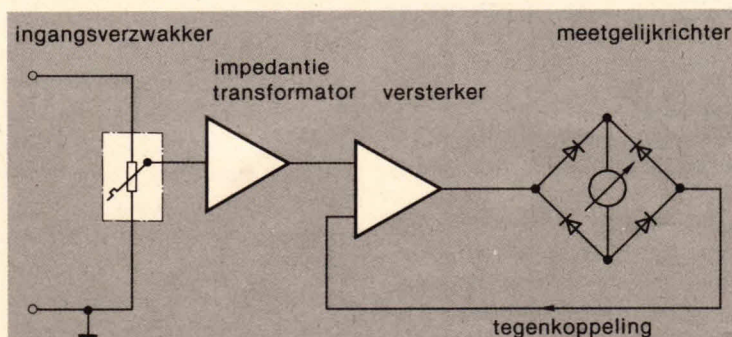 ingangsverzwakker
meetgelijkrichter
impedantie
transformator versterker
tegenkoppeling